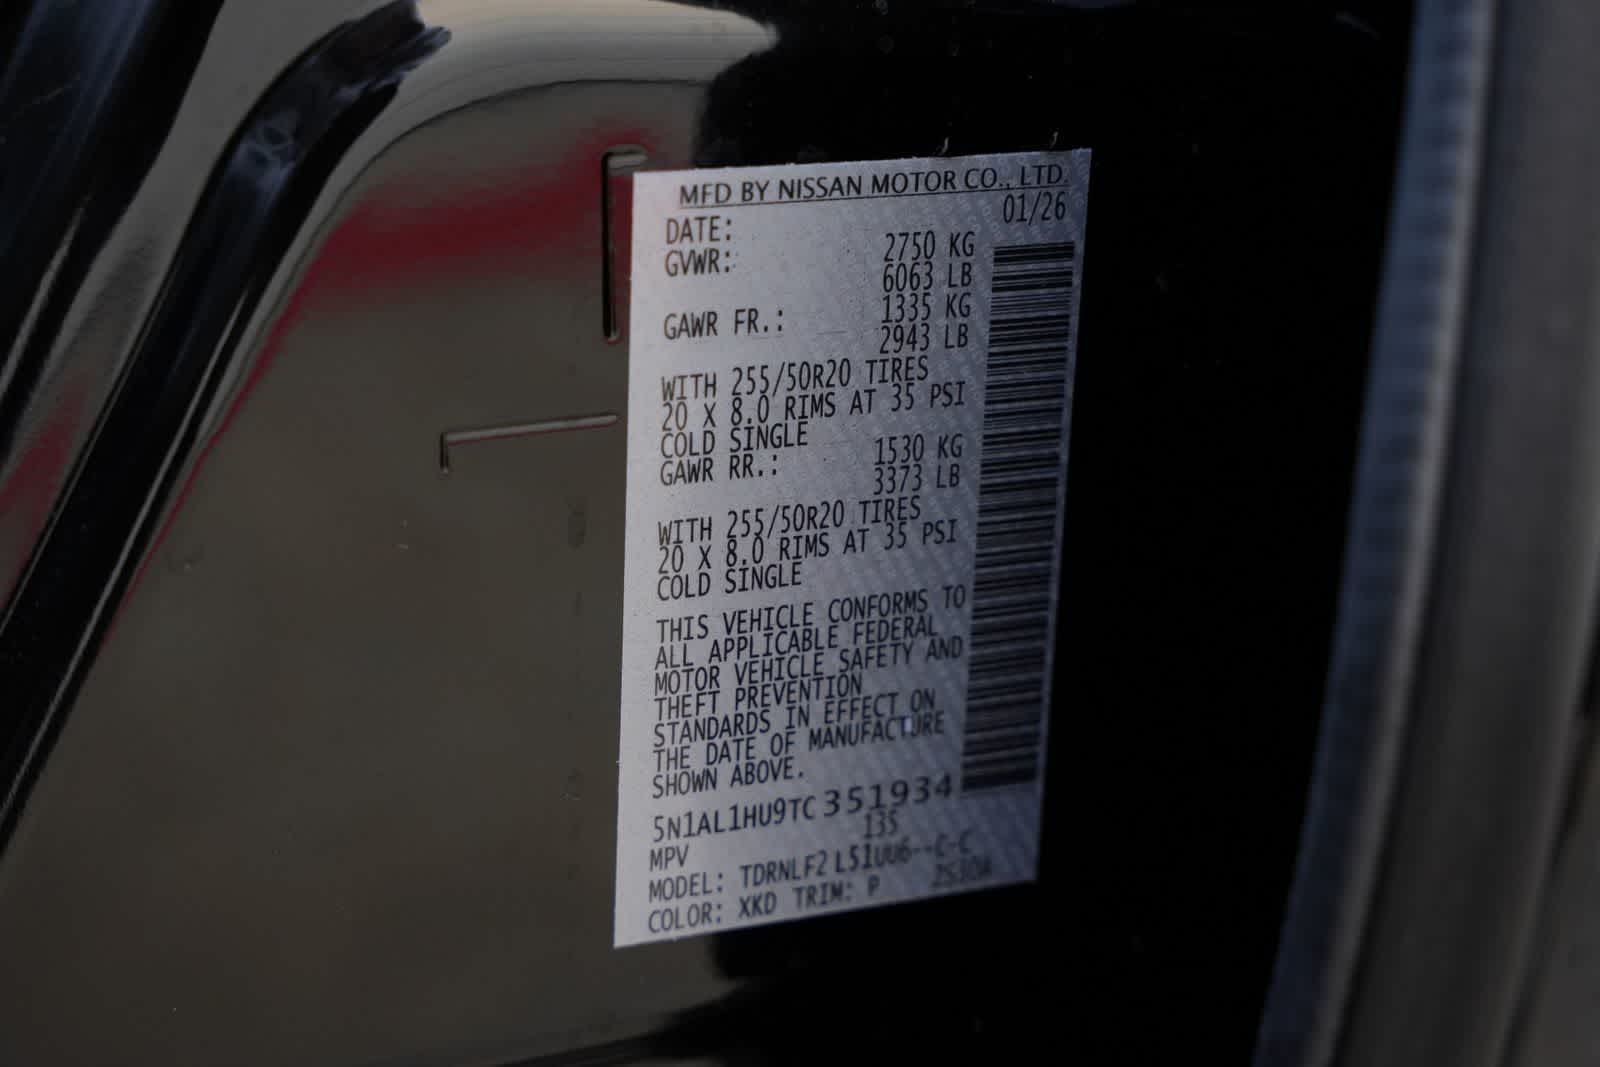 MFD BY NISSAN MOTOR CO., LTD.
DATE: 01/26
GVWR: 2750 KG
6063 LB
GAWR FR.: 1335 KG
2943 LB
WITH 255/50R20 TIRES
20 X 8.0 RIMS AT 35 PSI
COLD SINGLE
GAWR RR.: 1530 KG
3373 LB
WITH 255/50R20 TIRES
20 X 8.0 RIMS AT 35 PSI
COLD SINGLE
THIS VEHICLE CONFORMS TO
ALL APPLICABLE FEDERAL
MOTOR VEHICLE SAFETY AND
THEFT PREVENTION
STANDARDS IN EFFECT ON
THE DATE OF MANUFACTURE
SHOWN ABOVE.
5N1AL1HU9TC351934
MPV 135
MODEL: TDRNLF2 L51UU6--C-C
COLOR: XKD TRIM: P